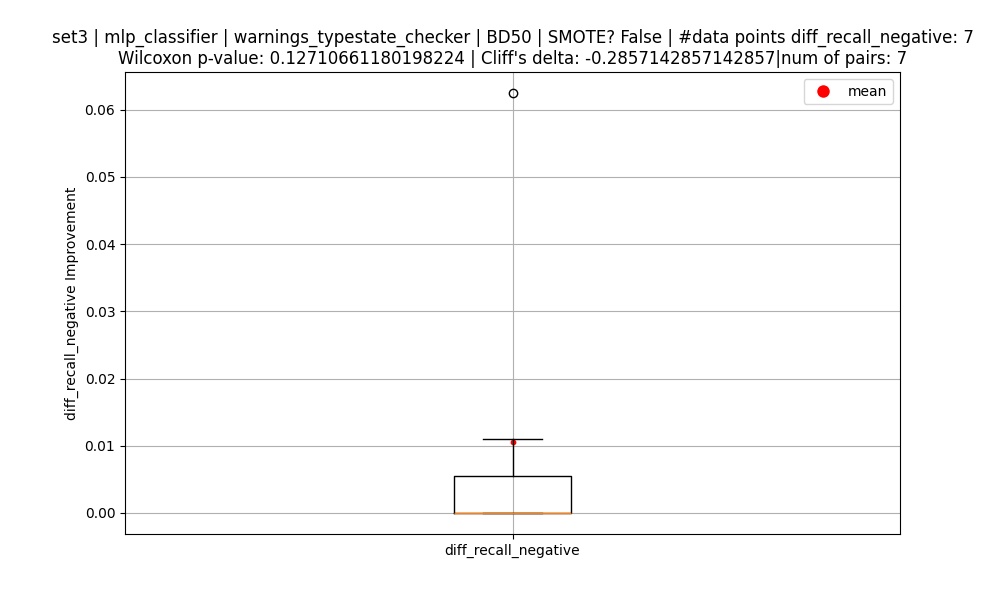 set3 | mlp_classifier | warnings_typestate_checker | BD50 | SMOTE? False | #data points diff_recall_negative: 7
Wilcoxon p-value: 0.12710661180198224 | Cliff's delta: -0.2857142857142857|num of pairs: 7
mean
0.06
0.05
0.04
0.03
0.02
0.01
0.00
diff_recall_negative Improvement
diff_recall_negative